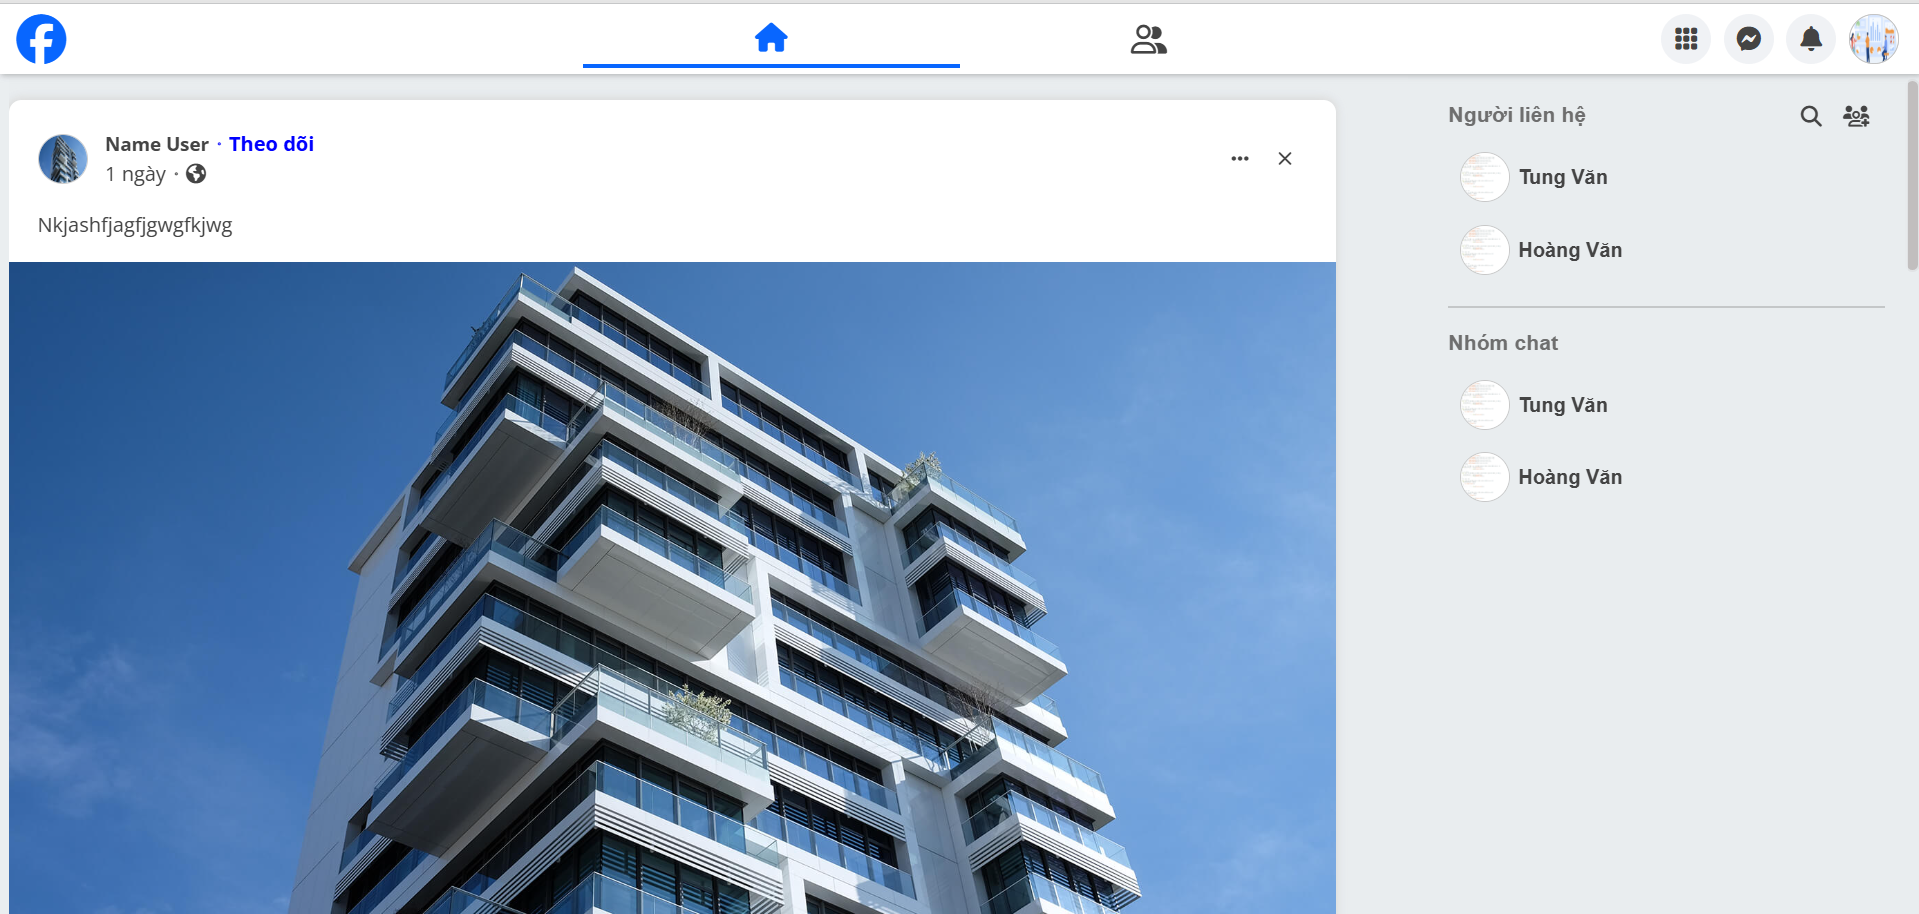 Name User · Theo dõi
1 ngày ·
Nkjashfjagfjgwgfkjwg
Người liên hệ
Tung Văn
Hoàng Văn
Nhóm chat
Tung Văn
Hoàng Văn